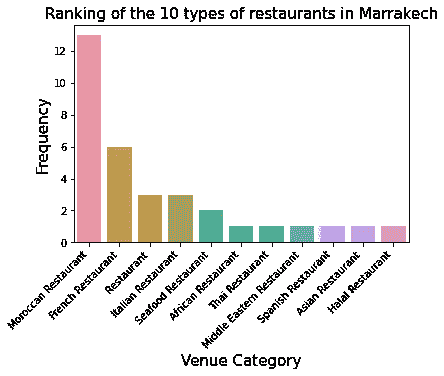 Ranking of the 10 types of restaurants in Marrakech
Frequency
12
10
8
6
4
2
0
Moroccan Restaurant
French Restaurant
Restaurant
Italian Restaurant
Seafood Restaurant
African Restaurant
Thai Restaurant
Middle Eastern Restaurant
Spanish Restaurant
Asian Restaurant
Halal Restaurant
Venue Category